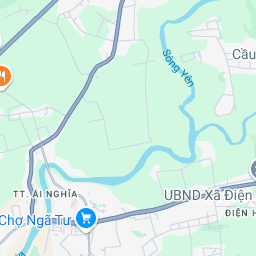 Sông Yên
Cầu
TT. ÁI NGHĨA
UBND Xã Điện
ĐIỆN H
Chợ Ngã Tư